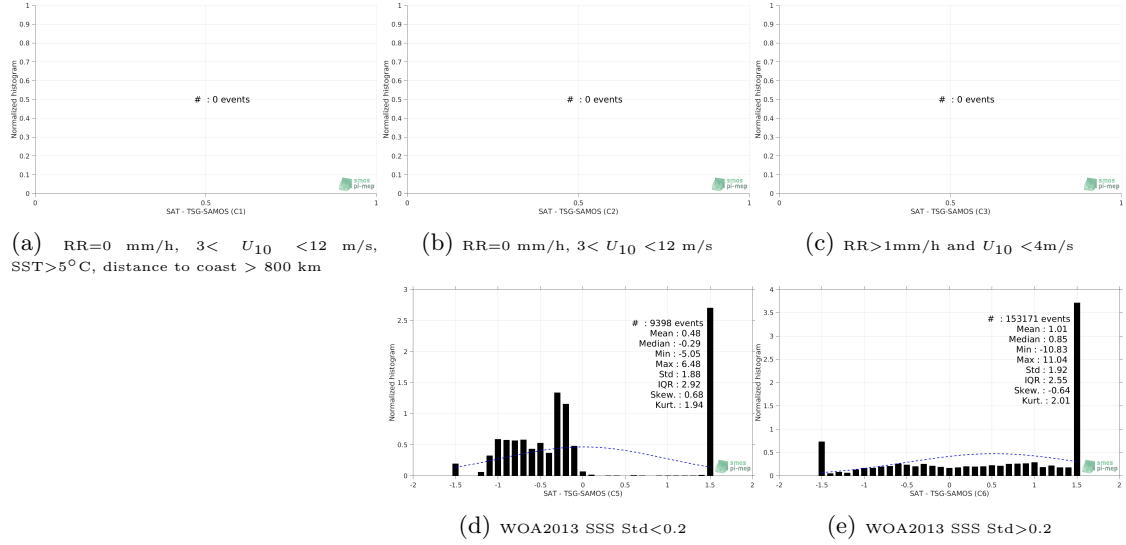 1
0.9
0.8
0.7
0.6
0.5
0.4
0.3
0.2
0.1
0
Normalized histogram
# : 0 events
0 0.5 1
SAT - TSG-SAMOS (C1)
smos
pi-mep
(a) RR=0 mm/h, 3< U10 <12 m/s,
SST>5°C, distance to coast > 800 km
1
0.9
0.8
0.7
0.6
0.5
0.4
0.3
0.2
0.1
0
Normalized histogram
# : 0 events
0 0.5 1
SAT - TSG-SAMOS (C2)
smos
pi-mep
(b) RR=0 mm/h, 3< U10 <12 m/s
1
0.9
0.8
0.7
0.6
0.5
0.4
0.3
0.2
0.1
0
Normalized histogram
# : 0 events
0 0.5 1
SAT - TSG-SAMOS (C3)
smos
pi-mep
(c) RR>1mm/h and U10 <4m/s
3
2.5
2
1.5
1
0.5
0
Normalized histogram
# : 9398 events
Mean : 0.48
Median : -0.29
Min : -5.05
Max : 6.48
Std : 1.88
IQR : 2.92
Skew. : 0.68
Kurt. : 1.94
-2 -1.5 -1 -0.5 0 0.5 1 1.5 2
SAT - TSG-SAMOS (C5)
smos
pi-mep
(d) WOA2013 SSS Std<0.2
4
3.5
3
2.5
2
1.5
1
0.5
0
Normalized histogram
# : 153171 events
Mean : 1.01
Median : 0.85
Min : -10.83
Max : 11.04
Std : 1.92
IQR : 2.55
Skew. : -0.64
Kurt. : 2.01
-2 -1.5 -1 -0.5 0 0.5 1 1.5 2
SAT - TSG-SAMOS (C6)
smos
pi-mep
(e) WOA2013 SSS Std>0.2